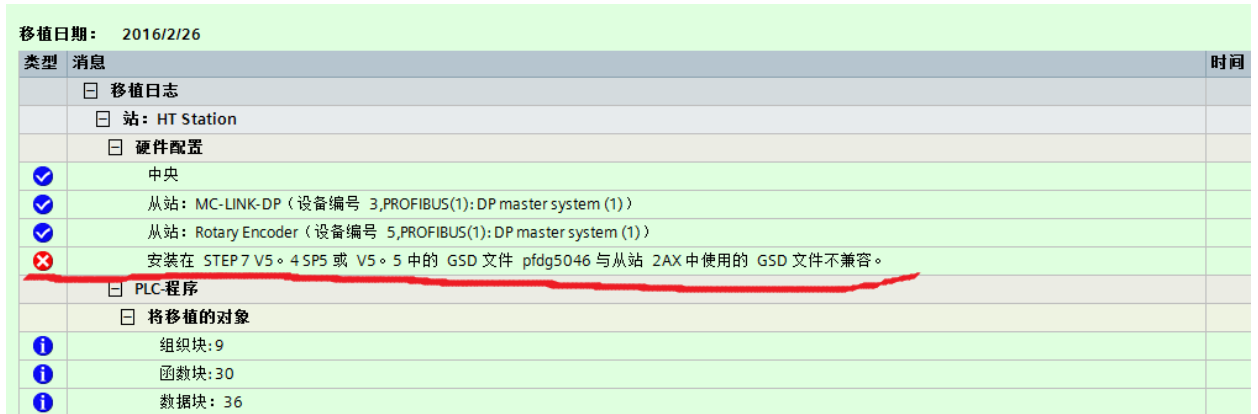 移植日期： 2016/2/26
类型 消息 时间
移植日志
站：HT Station
硬件配置
中央
从站：MC-LINK-DP（设备编号 3,PROFIBUS(1): DP master system (1)）
从站：Rotary Encoder（设备编号 5,PROFIBUS(1): DP master system (1)）
安装在 STEP 7 V5。4 SP5 或 V5。5 中的 GSD 文件 pfdg5046 与从站 2AX 中使用的 GSD 文件不兼容。
PLC-程序
将移植的对象
组织块:9
函数块:30
数据块：36